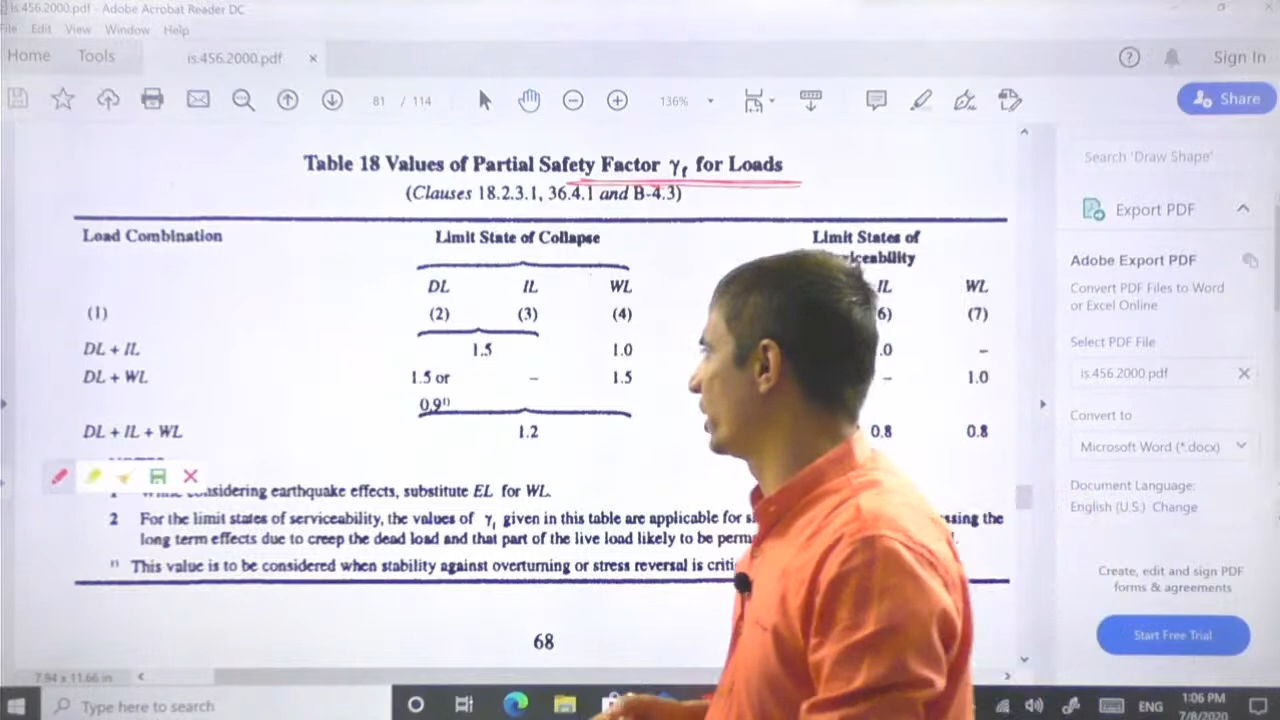 is.456.2000.pdf - Adobe Acrobat Reader DC
File Edit View Window Help
Home Tools is.456.2000.pdf × Sign In
81 / 114 136% Share
Table 18 Values of Partial Safety Factor γf for Loads
(Clauses 18.2.3.1, 36.4.1 and B-4.3)
Load Combination Limit State of Collapse Limit States of
DL IL WL IL WL
(1) (2) (3) (4) 6) (7)
DL + IL 1.5 1.0 .0 –
DL + WL 1.5 or – 1.5 – 1.0
0.9¹⁾
DL + IL + WL 1.2 0.8 0.8
considering earthquake effects, substitute EL for WL.
2 For the limit states of serviceability, the values of γf given in this table are applicable for
long term effects due to creep the dead load and that part of the live load likely to be
¹⁾ This value is to be considered when stability against overturning or stress reversal is
68
Search 'Draw Shape'
Export PDF
Adobe Export PDF
Convert PDF Files to Word
or Excel Online
Select PDF File
is.456.2000.pdf ×
Convert to
Microsoft Word (*.docx)
Document Language:
English (U.S.) Change
Create, edit and sign PDF
forms & agreements
Start Free Trial
7.94 x 11.66 in
Type here to search
ENG
1:06 PM
7/8/2020